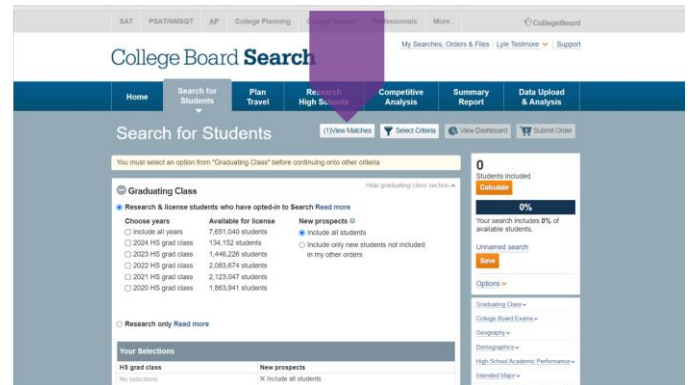 SAT PSAT/NMSQT AP College Planning College Search Professionals More..
CollegeBoard
My Searches, Orders & Files Lyle Testmore Support
College Board Search
Home
Search for Students
Plan Travel
Research High Schools
Competitive Analysis
Summary Report
Data Upload & Analysis
Search for Students
(1)View Matches
Select Criteria
View Dashboard
Submit Order
You must select an option from "Graduating Class" before continuing onto other criteria
Graduating Class
Hide graduating class section
Research & license students who have opted-in to Search Read more
Choose years Available for license New prospects
Include all years 7,651,040 students Include all students
2024 HS grad class 134,152 students Include only new students not included
2023 HS grad class 1,446,226 students in my other orders
2022 HS grad class 2,083,674 students
2021 HS grad class 2,123,047 students
2020 HS grad class 1,863,941 students
Research only Read more
Your Selections
HS grad class New prospects
No selections X Include all students
0
Students included
Calculate
0%
Your search includes 0% of
available students.
Unnamed search
Save
Options
Graduating Class
College Board Exams
Geography
Demographics
High School Academic Performance
Intended Major